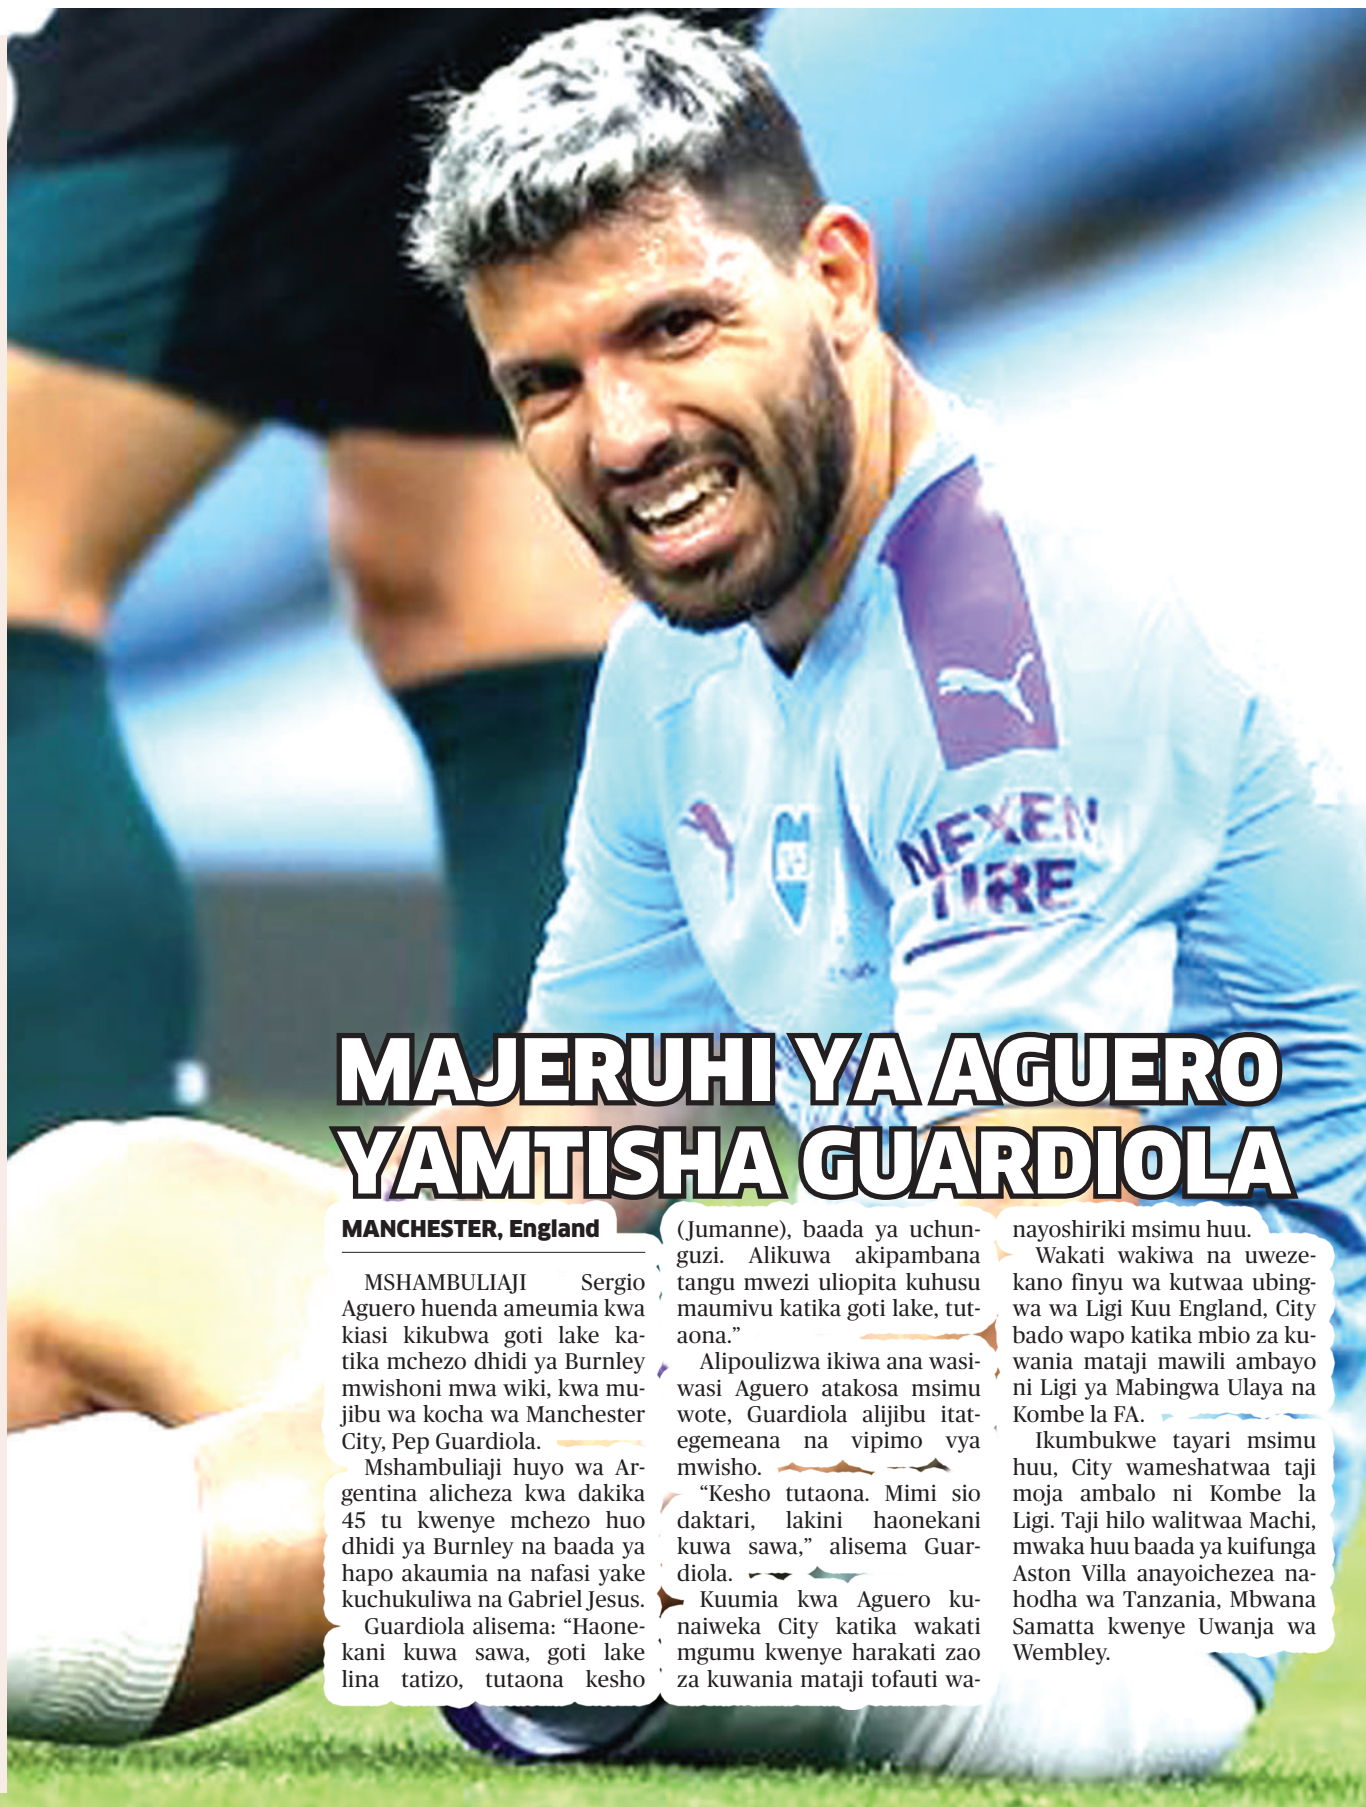 NEXEN
TIRE
MAJERUHI YA AGUERO
YAMTISHA GUARDIOLA
MANCHESTER, England
MSHAMBULIAJI Sergio
Aguero huenda ameumia kwa
kiasi kikubwa goti lake ka-
tika mchezo dhidi ya Burnley
mwishoni mwa wiki, kwa mu-
jibu wa kocha wa Manchester
City, Pep Guardiola.
Mshambuliaji huyo wa Ar-
gentina alicheza kwa dakika
45 tu kwenye mchezo huo
dhidi ya Burnley na baada ya
hapo akaumia na nafasi yake
kuchukuliwa na Gabriel Jesus.
Guardiola alisema: “Haone-
kani kuwa sawa, goti lake
lina tatizo, tutaona kesho
(Jumanne), baada ya uchun-
guzi. Alikuwa akipambana
tangu mwezi uliopita kuhusu
maumivu katika goti lake, tut-
aona.”
Alipoulizwa ikiwa ana wasi-
wasi Aguero atakosa msimu
wote, Guardiola alijibu itat-
egemeana na vipimo vya
mwisho.
“Kesho tutaona. Mimi sio
daktari, lakini haonekani
kuwa sawa,” alisema Guar-
diola.
Kuumia kwa Aguero ku-
naiweka City katika wakati
mgumu kwenye harakati zao
za kuwania mataji tofauti wa-
nayoshiriki msimu huu.
Wakati wakiwa na uweze-
kano finyu wa kutwaa ubing-
wa wa Ligi Kuu England, City
bado wapo katika mbio za ku-
wania mataji mawili ambayo
ni Ligi ya Mabingwa Ulaya na
Kombe la FA.
Ikumbukwe tayari msimu
huu, City wameshatwaa taji
moja ambalo ni Kombe la
Ligi. Taji hilo walitwaa Machi,
mwaka huu baada ya kuifunga
Aston Villa anayoichezea na-
hodha wa Tanzania, Mbwana
Samatta kwenye Uwanja wa
Wembley.